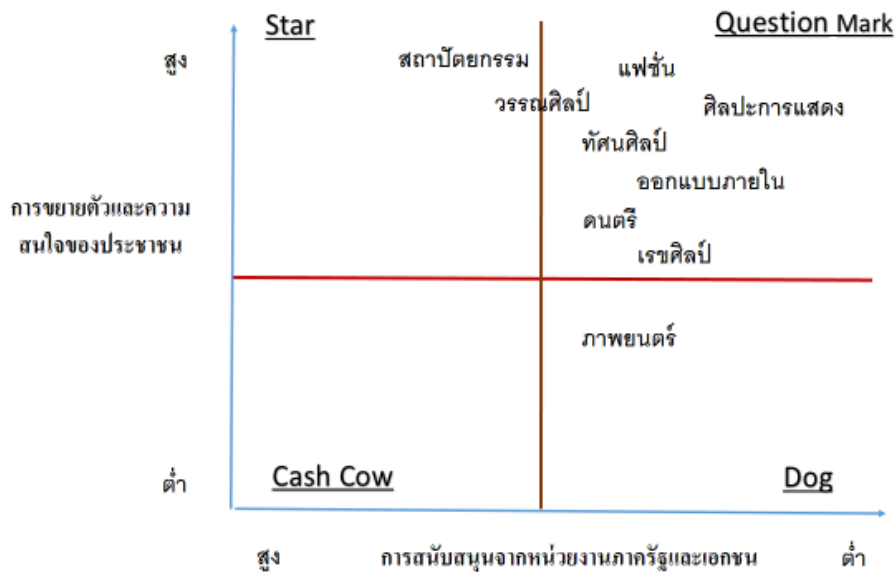 Star
Question Mark
สูง
สถาปัตยกรรม
แฟชั่น
วรรณศิลป์
ศิลปะการแสดง
ทัศนศิลป์
ออกแบบภายใน
การขยายตัวและความ
สนใจของประชาชน
ดนตรี
เรขศิลป์
ภาพยนตร์
ต่ำ
Cash Cow
Dog
สูง
การสนับสนุนจากหน่วยงานภาครัฐและเอกชน
ต่ำ